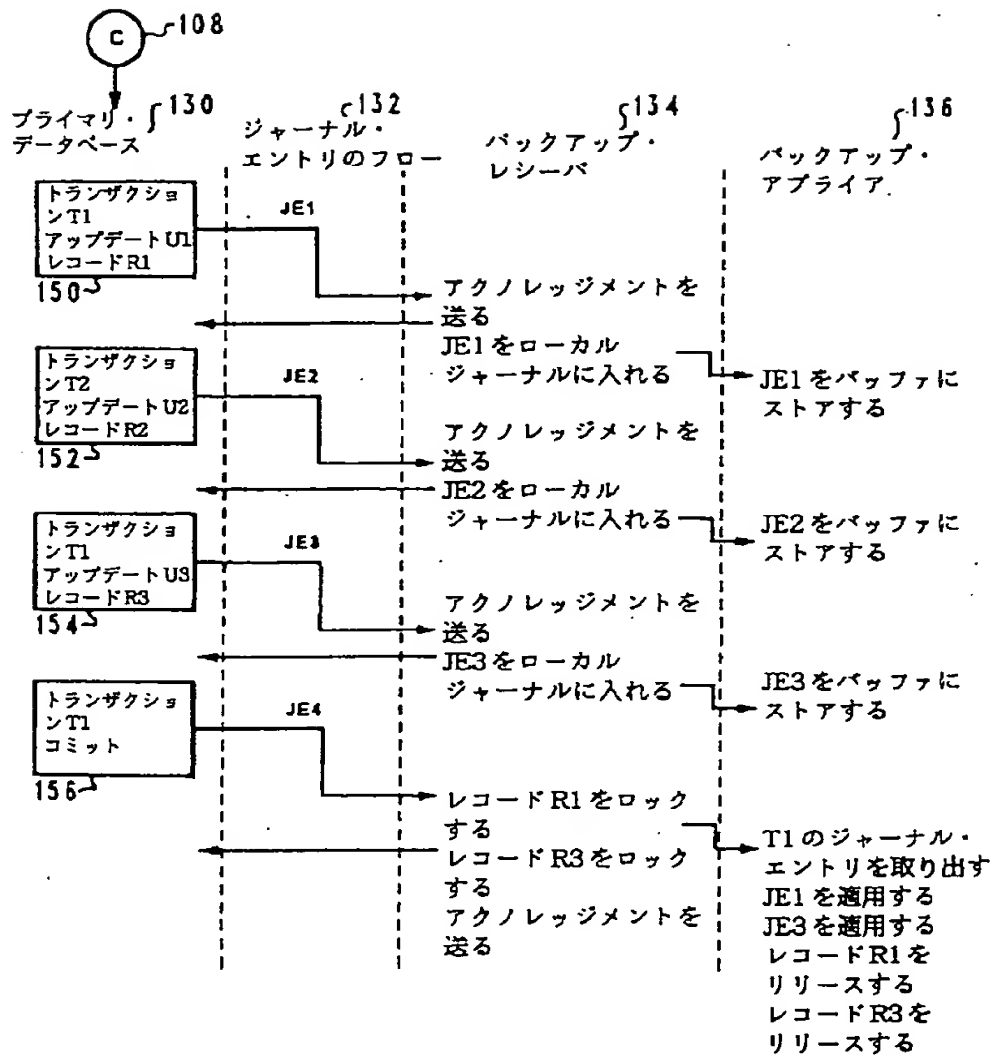 C
108
プライマリ・
データベース
130
ジャーナル・
エントリのフロー
132
バックアップ・
レシーバ
134
バックアップ・
アプライア
136
トランザクショ
ンT1
アップデートU1
レコードR1
150
JE1
アクノレッジメントを
送る
JE1をローカル
ジャーナルに入れる
JE1をバッファに
ストアする
トランザクショ
ンT2
アップデートU2
レコードR2
152
JE2
アクノレッジメントを
送る
JE2をローカル
ジャーナルに入れる
JE2をバッファに
ストアする
トランザクショ
ンT1
アップデートU3
レコードR3
154
JE3
アクノレッジメントを
送る
JE3をローカル
ジャーナルに入れる
JE3をバッファに
ストアする
トランザクショ
ンT1
コミット
156
JE4
レコードR1をロック
する
レコードR3をロック
する
アクノレッジメントを
送る
T1のジャーナル・
エントリを取り出す
JE1を適用する
JE3を適用する
レコードR1を
リリースする
レコードR3を
リリースする